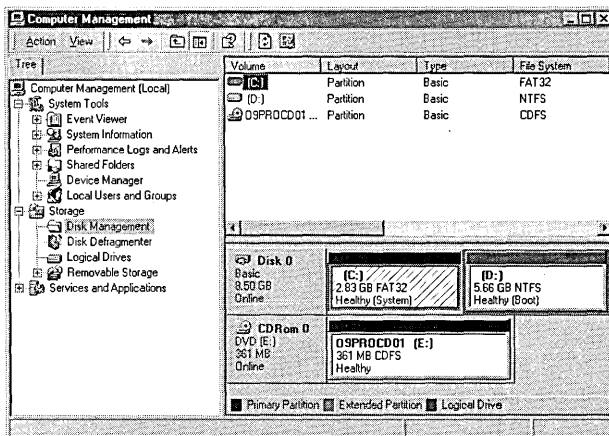 Computer Management
Action View
Tree
Computer Management (Local)
System Tools
Event Viewer
System Information
Performance Logs and Alerts
Shared Folders
Device Manager
Local Users and Groups
Storage
Disk Management
Disk Defragmenter
Logical Drives
Removable Storage
Services and Applications
Volume Layout Type File System
(C:) Partition Basic FAT32
(D:) Partition Basic NTFS
09PROCD01 ... Partition Basic CDFS
Disk 0
Basic
8.50 GB
Online
(C:)
2.83 GB FAT32
Healthy (System)
(D:)
5.66 GB NTFS
Healthy (Boot)
CDRom 0
DVD (E:)
361 MB
Online
09PROCD01 (E:)
361 MB CDFS
Healthy
Primary Partition Extended Partition Logical Drive